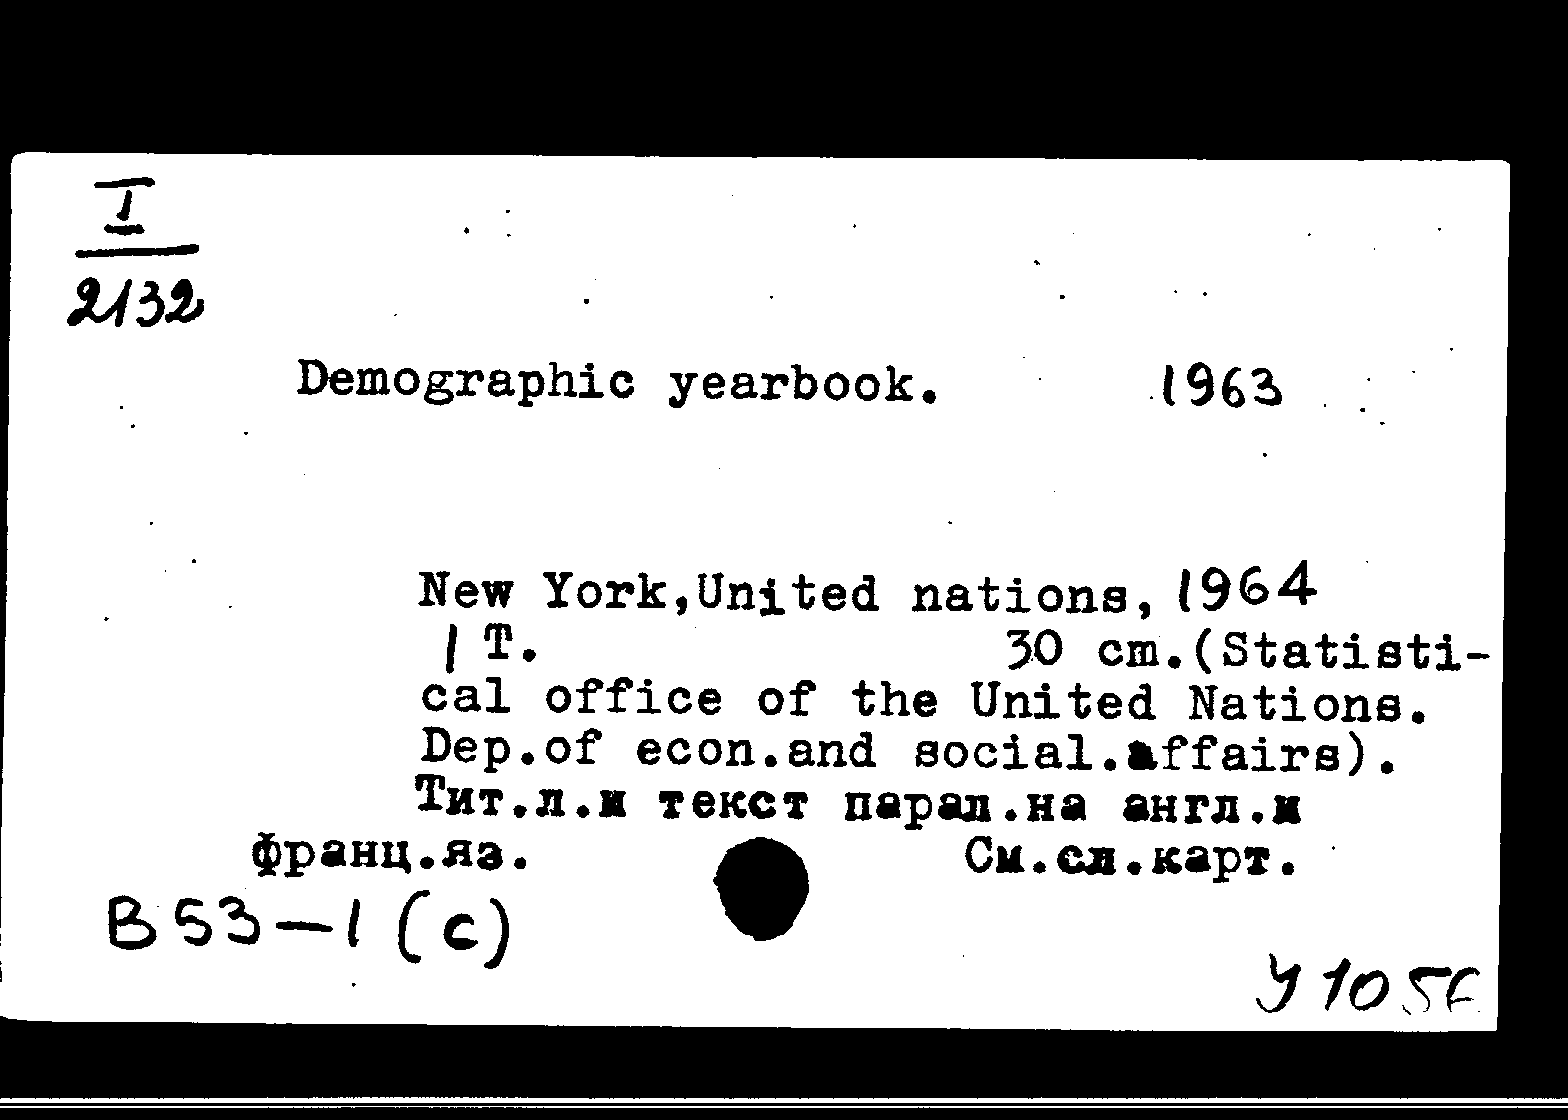 I
2132
Demographic yearbook. 1963
New York,United nations, 1964
1 т. 30 cm.(Statisti-
cal office of the United Nations.
Dep.of econ.and social.affairs).
Тит.л.и текст парал.на англ.и
франц.яз. См.сл.карт.
B 53-1 (c)